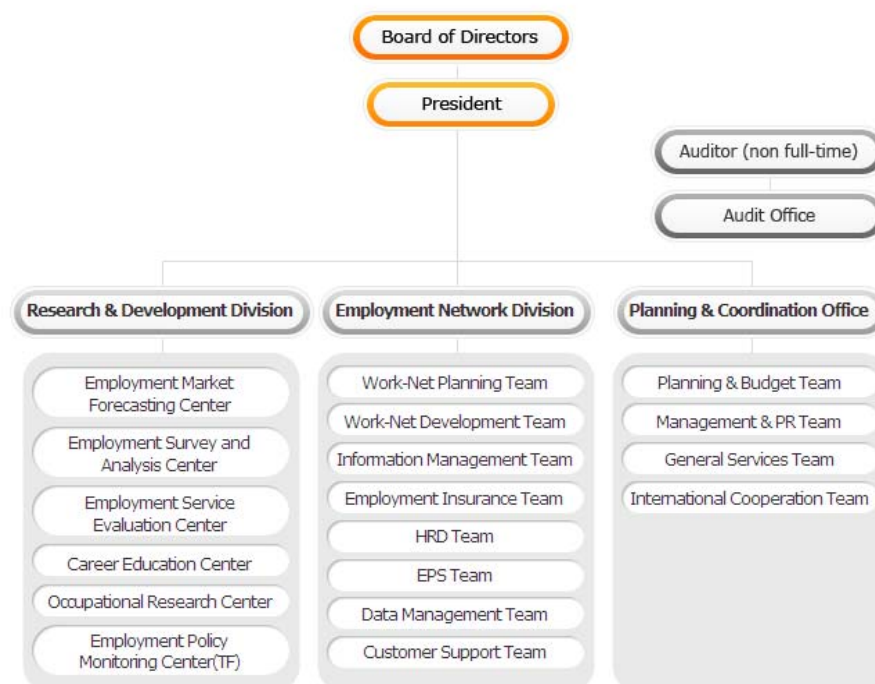 Board of Directors
President
Auditor (non full-time)
Audit Office
Research & Development Division
Employment Market
Forecasting Center
Employment Survey and
Analysis Center
Employment Service
Evaluation Center
Career Education Center
Occupational Research Center
Employment Policy
Monitoring Center(TF)
Employment Network Division
Work-Net Planning Team
Work-Net Development Team
Information Management Team
Employment Insurance Team
HRD Team
EPS Team
Data Management Team
Customer Support Team
Planning & Coordination Office
Planning & Budget Team
Management & PR Team
General Services Team
International Cooperation Team